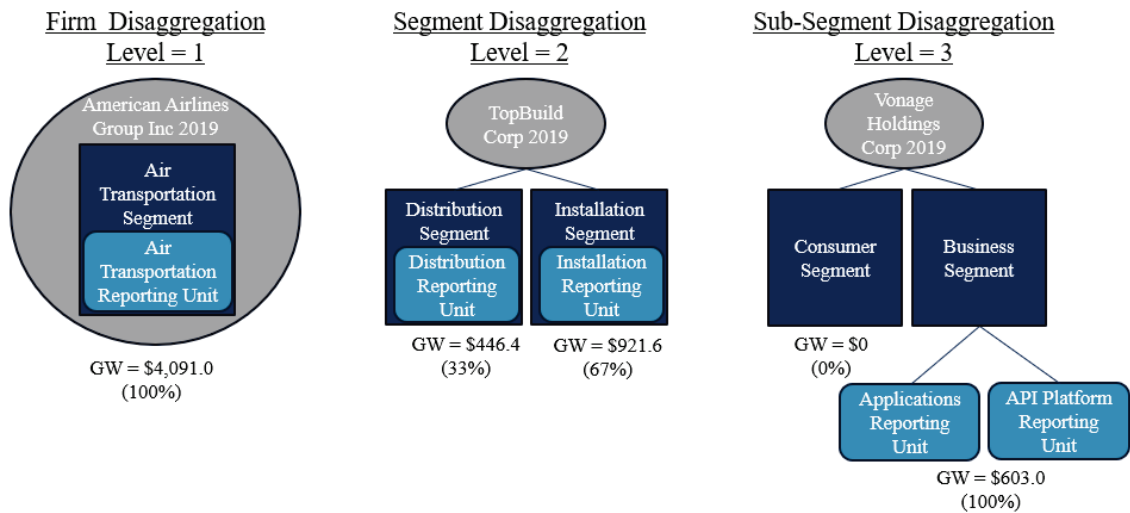 Firm  Disaggregation
Level = 1
American Airlines
Group Inc 2019
Air
Transportation
Segment
Air
Transportation
Reporting Unit
GW = $4,091.0
(100%)
Segment Disaggregation
Level = 2
TopBuild
Corp 2019
Distribution
Segment
Distribution
Reporting
Unit
GW = $446.4
(33%)
Installation
Segment
Installation
Reporting
Unit
GW = $921.6
(67%)
Sub-Segment Disaggregation
Level = 3
Vonage
Holdings
Corp 2019
Consumer
Segment
GW = $0
(0%)
Business
Segment
Applications
Reporting
Unit
API Platform
Reporting
Unit
GW = $603.0
(100%)